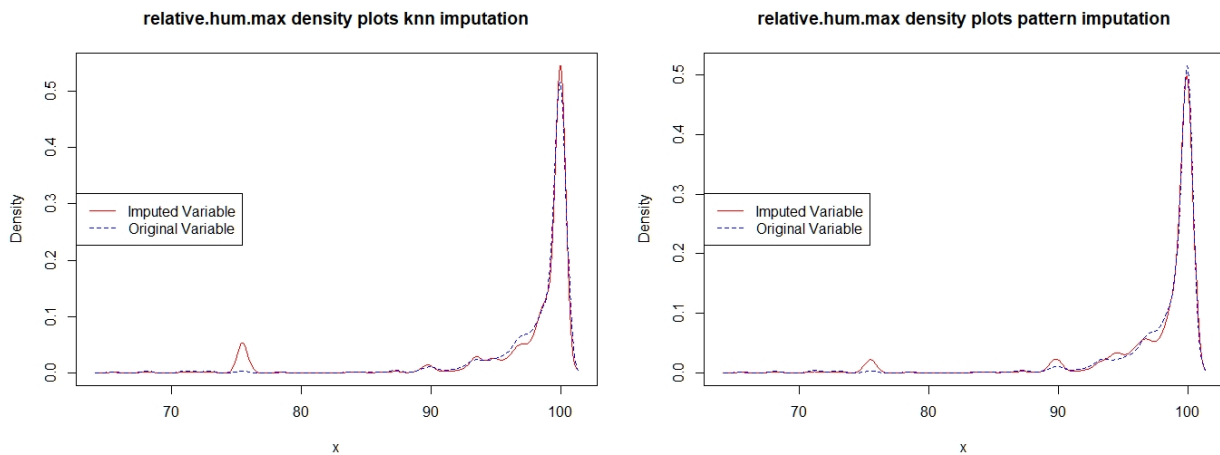 relative.hum.max density plots knn imputation
Density
0.0 0.1 0.2 0.3 0.4 0.5
Imputed Variable
Original Variable
70 80 90 100
x
relative.hum.max density plots pattern imputation
Density
0.0 0.1 0.2 0.3 0.4 0.5
Imputed Variable
Original Variable
70 80 90 100
x